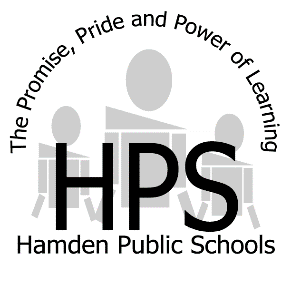 The Promise, Pride and Power of Learning
HPS
Hamden Public Schools